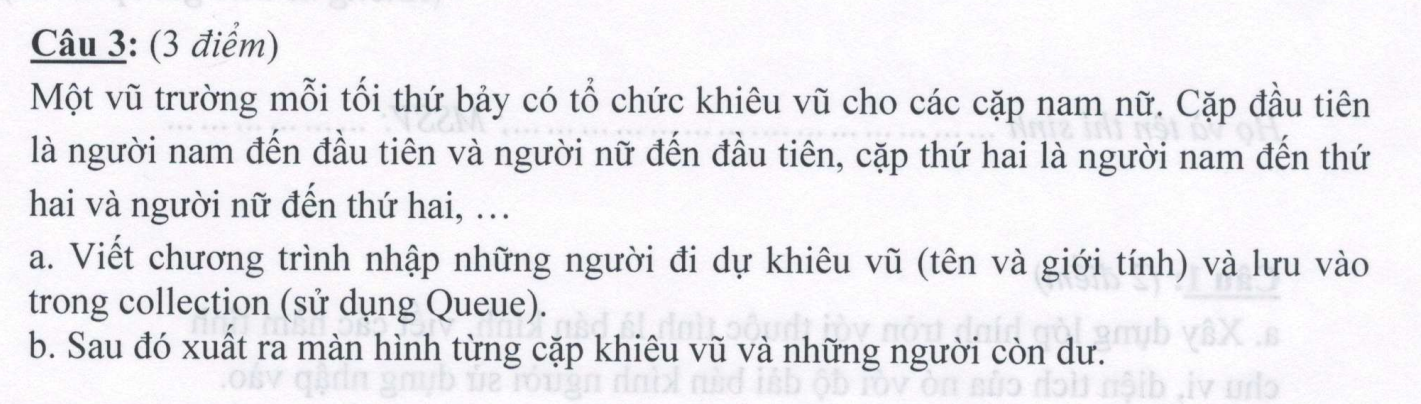 Câu 3: (3 điểm)
Một vũ trường mỗi tối thứ bảy có tổ chức khiêu vũ cho các cặp nam nữ. Cặp đầu tiên
là người nam đến đầu tiên và người nữ đến đầu tiên, cặp thứ hai là người nam đến thứ
hai và người nữ đến thứ hai, …
a. Viết chương trình nhập những người đi dự khiêu vũ (tên và giới tính) và lưu vào
trong collection (sử dụng Queue).
b. Sau đó xuất ra màn hình từng cặp khiêu vũ và những người còn dư.